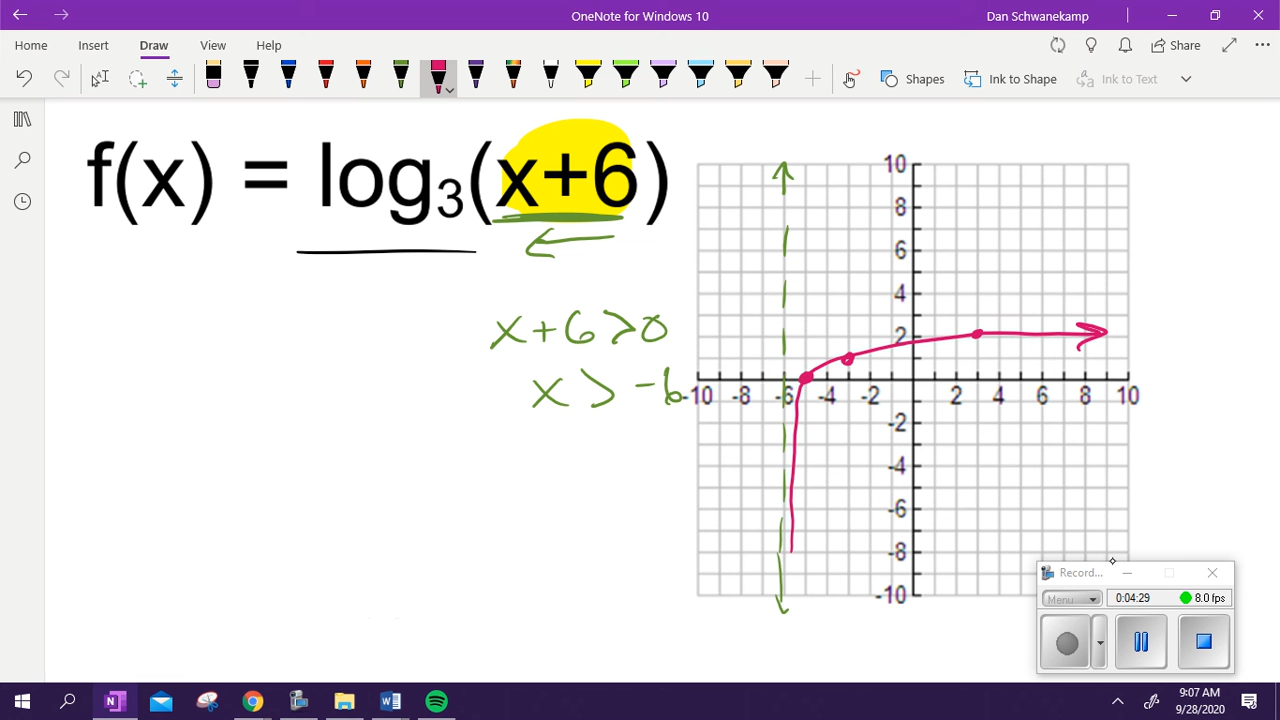 OneNote for Windows 10
Dan Schwanekamp
Home Insert Draw View Help
Share
Shapes
Ink to Shape
Ink to Text
f(x) = log₃(x+6)
x+6>0
x > -6
10
8
6
4
2
-10 -8 -6 -4 -2 2 4 6 8 10
-2
-4
-6
-8
-10
Record...
Menu
0:04:29
8.0 fps
9:07 AM
9/28/2020